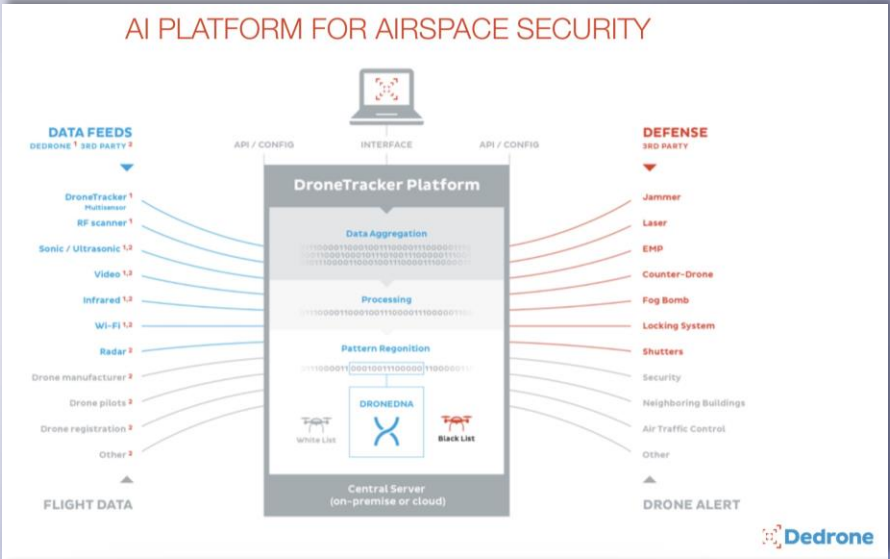 AI PLATFORM FOR AIRSPACE SECURITY
DATA FEEDS
DEDRONE ¹ 3RD PARTY ²
DroneTracker ¹
Multisensor
RF scanner ¹
Sonic / Ultrasonic ¹,²
Video ¹,²
Infrared ¹,²
Wi-Fi ¹,²
Radar ²
Drone manufacturer ²
Drone pilots ²
Drone registration ²
Other ²
FLIGHT DATA
API / CONFIG
INTERFACE
API / CONFIG
DroneTracker Platform
Data Aggregation
Processing
Pattern Regonition
DRONEDNA
White List
Black List
Central Server
(on-premise or cloud)
DEFENSE
3RD PARTY
Jammer
Laser
EMP
Counter-Drone
Fog Bomb
Locking System
Shutters
Security
Neighboring Buildings
Air Traffic Control
Other
DRONE ALERT
Dedrone